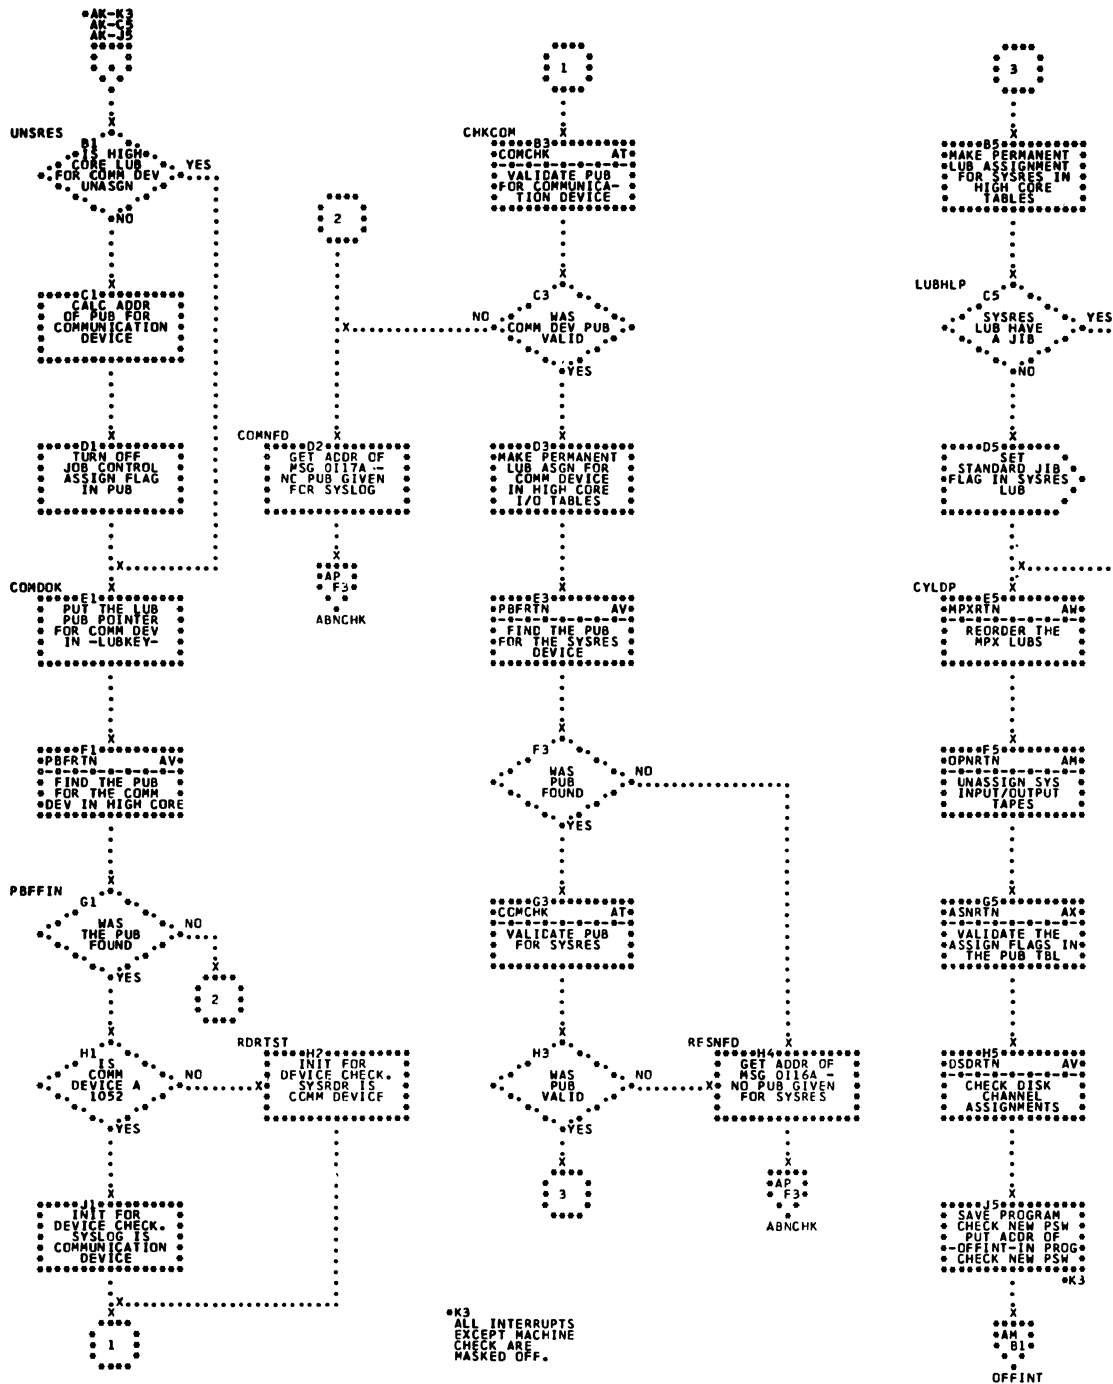 *AK-K3
AK-C5
AK-J5
UNSRES
B1
IS HIGH
CORE LUB
FOR COMM DEV
UNASGN
YES
NO
C1
CALC ADDR
OF PUB FOR
COMMUNICATION
DEVICE
D1
TURN OFF
JOB CONTROL
ASSIGN FLAG
IN PUB
COMDOK
E1
PUT THE LUB
PUB POINTER
FOR COMM DEV
IN -LUBKEY-
F1
PBFRTN AV
FIND THE PUB
FOR THE COMM
DEV IN HIGH CORE
PBFFIN
G1
WAS
THE PUB
FOUND
NO
YES
2
H1
IS
COMM
DEVICE A
1052
NO
YES
J1
INIT FOR
DEVICE CHECK.
SYSLOG IS
COMMUNICATION
DEVICE
1
2
COMNFD
D2
GET ADDR OF
MSG 0I17A -
NC PUB GIVEN
FCR SYSLOG
AP
F3
ABNCHK
RDRTST
H2
INIT FOR
DEVICE CHECK.
SYSRDR IS
CCMM DEVICE
1
CHKCOM
B3
COMCHK AT
VALIDATE PUB
FOR COMMUNICA-
TION DEVICE
C3
WAS
COMM DEV PUB
VALID
NO
YES
D3
MAKE PERMANENT
LUB ASGN FOR
COMM DEVICE
IN HIGH CORE
I/O TABLES
E3
PBFRTN AV
FIND THE PUB
FOR THE SYSRES
DEVICE
F3
WAS
PUB
FOUND
NO
YES
G3
CCMCHK AT
VALIDATE PUB
FOR SYSRES
H3
WAS
PUB
VALID
NO
YES
3
RESNFD
H4
GET ADDR OF
MSG 0I16A -
NO PUB GIVEN
FOR SYSRES
AP
F3
ABNCHK
*K3
ALL INTERRUPTS
EXCEPT MACHINE
CHECK ARE
MASKED OFF.
3
B5
MAKE PERMANENT
LUB ASSIGNMENT
FOR SYSRES IN
HIGH CORE
TABLES
LUBHLP
C5
SYSRES
LUB HAVE
A JIB
YES
NO
D5
SET
STANDARD JIB
FLAG IN SYSRES
LUB
CYLDP
E5
MPXRTN AW
REORDER THE
MPX LUBS
F5
OPNRTN AM
UNASSIGN SYS
INPUT/OUTPUT
TAPES
G5
ASNRTN AX
VALIDATE THE
ASSIGN FLAGS IN
THE PUB TBL
H5
DSDRTN AV
CHECK DISK
CHANNEL
ASSIGNMENTS
J5
SAVE PROGRAM
CHECK NEW PSW
PUT ADDR OF
-OFFINT-IN PROG
CHECK NEW PSW
*K3
AM
B1
OFFINT